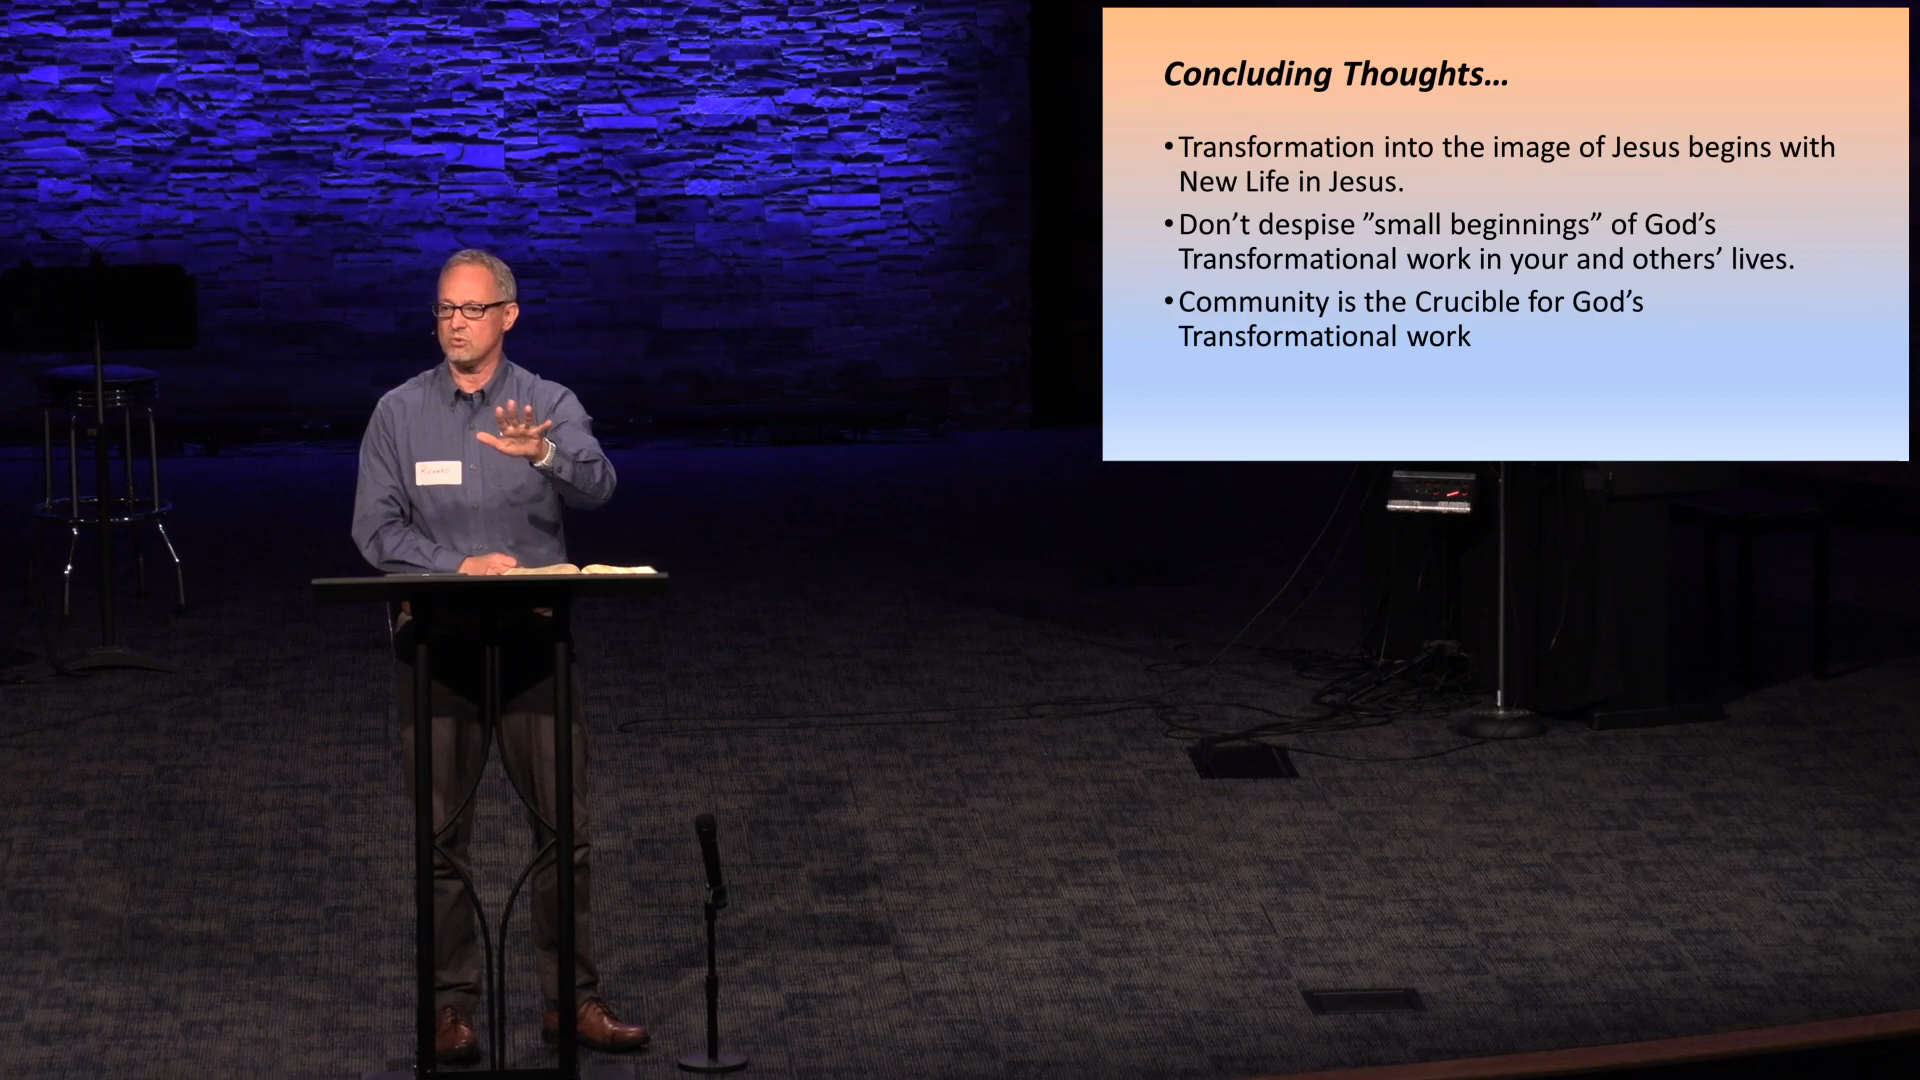 Concluding Thoughts...
•Transformation into the image of Jesus begins with
New Life in Jesus.
•Don’t despise ”small beginnings” of God’s
Transformational work in your and others’ lives.
•Community is the Crucible for God’s
Transformational work
RICHARD